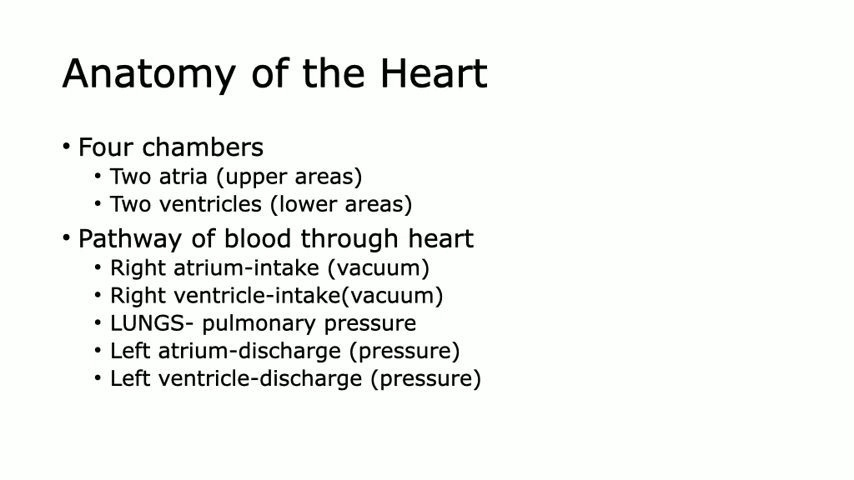 Anatomy of the Heart
• Four chambers
• Two atria (upper areas)
• Two ventricles (lower areas)
• Pathway of blood through heart
• Right atrium-intake (vacuum)
• Right ventricle-intake(vacuum)
• LUNGS- pulmonary pressure
• Left atrium-discharge (pressure)
• Left ventricle-discharge (pressure)